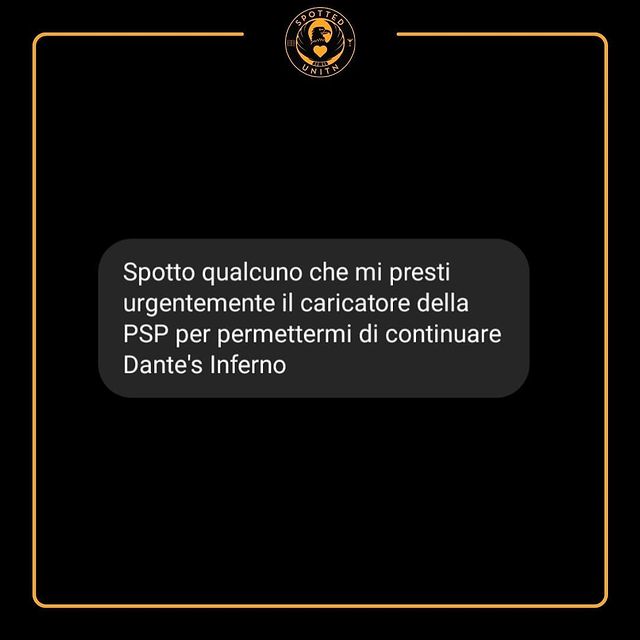 SPOTTED
UNITN
Spotto qualcuno che mi presti
urgentemente il caricatore della
PSP per permettermi di continuare
Dante's Inferno